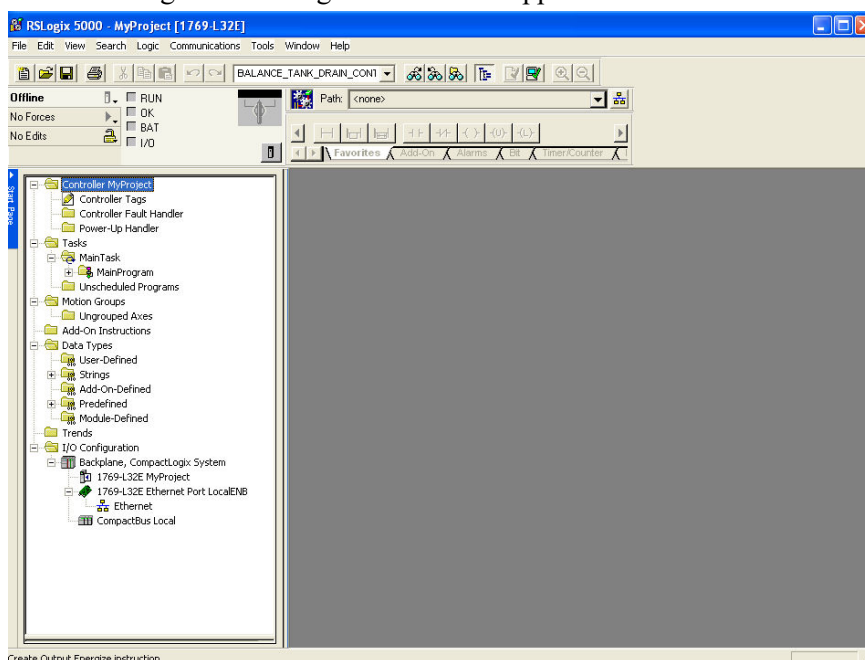 RSLogix 5000 - MyProject [1769-L32E]
File Edit View Search Logic Communications Tools Window Help
BALANCE_TANK_DRAIN_CONT
Offline
RUN
Path: <none>
No Forces
OK
No Edits
BAT
I/O
Favorites Add-On Alarms Bit Timer/Counter
Start Page
Controller MyProject
Controller Tags
Controller Fault Handler
Power-Up Handler
Tasks
MainTask
MainProgram
Unscheduled Programs
Motion Groups
Ungrouped Axes
Add-On Instructions
Data Types
User-Defined
Strings
Add-On-Defined
Predefined
Module-Defined
Trends
I/O Configuration
Backplane, CompactLogix System
1769-L32E MyProject
1769-L32E Ethernet Port LocalENB
Ethernet
CompactBus Local
Create Output Energize instruction